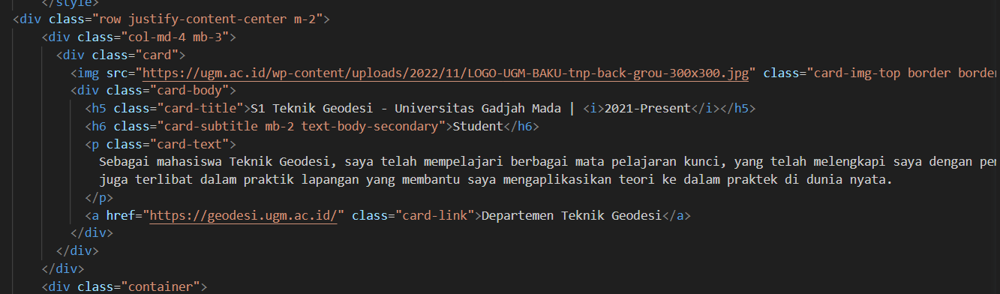 </style>
<div class="row justify-content-center m-2">
<div class="col-md-4 mb-3">
<div class="card">
<img src="https://ugm.ac.id/wp-content/uploads/2022/11/LOGO-UGM-BAKU-tnp-back-grou-300x300.jpg" class="card-img-top border border
<div class="card-body">
<h5 class="card-title">S1 Teknik Geodesi - Universitas Gadjah Mada | <i>2021-Present</i></h5>
<h6 class="card-subtitle mb-2 text-body-secondary">Student</h6>
<p class="card-text">
Sebagai mahasiswa Teknik Geodesi, saya telah mempelajari berbagai mata pelajaran kunci, yang telah melengkapi saya dengan
juga terlibat dalam praktik lapangan yang membantu saya mengaplikasikan teori ke dalam praktek di dunia nyata.
</p>
<a href="https://geodesi.ugm.ac.id/" class="card-link">Departemen Teknik Geodesi</a>
</div>
</div>
</div>
<div class="container">